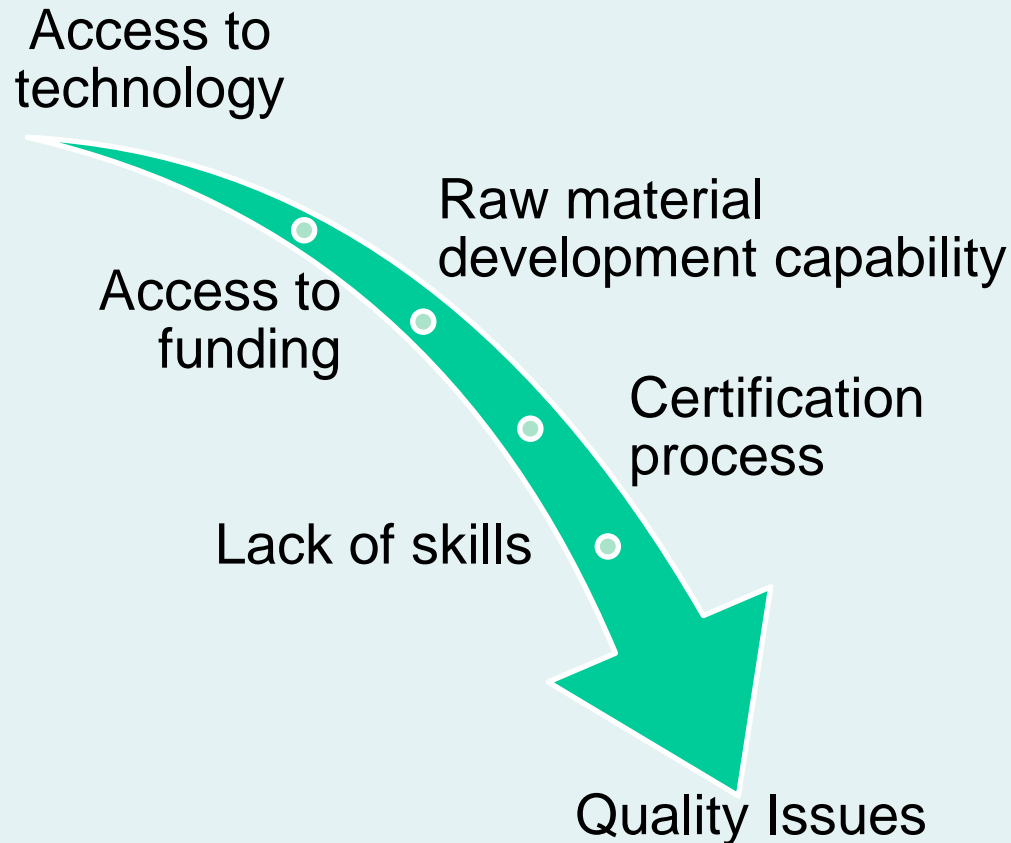 Access to
technology
Raw material
development capability
Access to
funding
Certification
process
Lack of skills
Quality Issues